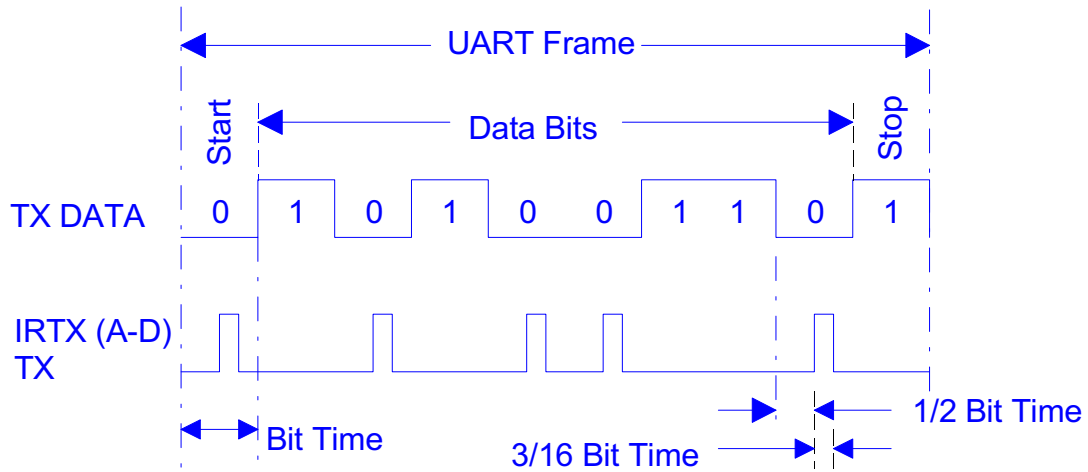 UART Frame
Start
Data Bits
Stop
TX DATA
0 1 0 1 0 0 1 1 0 1
IRTX (A-D)
TX
Bit Time
1/2 Bit Time
3/16 Bit Time